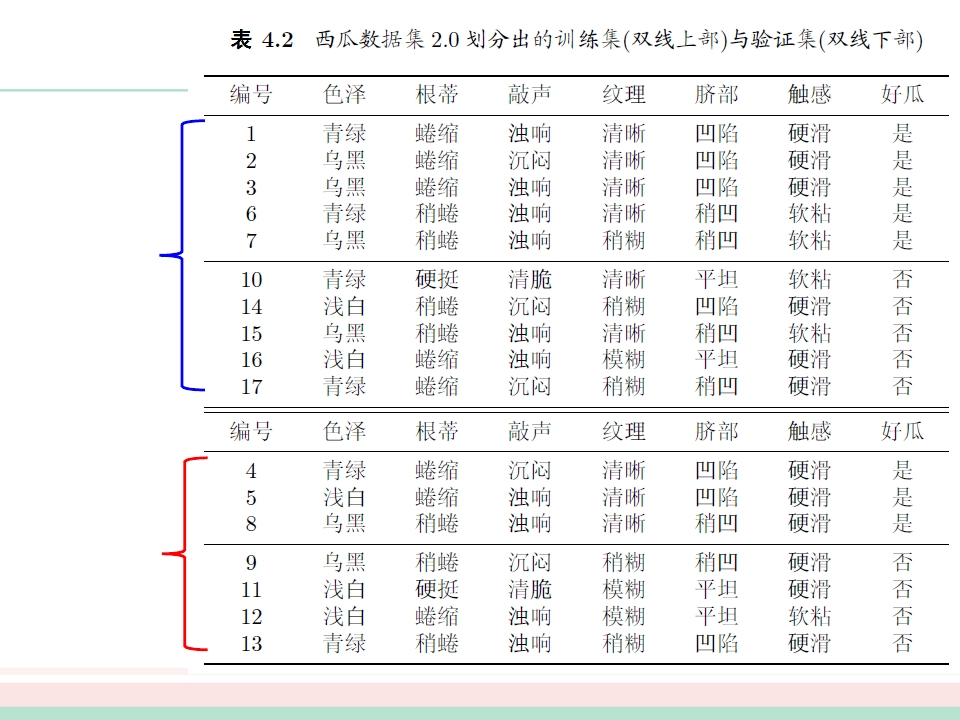 表 4.2 西瓜数据集 2.0 划分出的训练集(双线上部)与验证集(双线下部)
编号 色泽 根蒂 敲声 纹理 脐部 触感 好瓜
1 青绿 蜷缩 浊响 清晰 凹陷 硬滑 是
2 乌黑 蜷缩 沉闷 清晰 凹陷 硬滑 是
3 乌黑 蜷缩 浊响 清晰 凹陷 硬滑 是
6 青绿 稍蜷 浊响 清晰 稍凹 软粘 是
7 乌黑 稍蜷 浊响 稍糊 稍凹 软粘 是
10 青绿 硬挺 清脆 清晰 平坦 软粘 否
14 浅白 稍蜷 沉闷 稍糊 凹陷 硬滑 否
15 乌黑 稍蜷 浊响 清晰 稍凹 软粘 否
16 浅白 蜷缩 浊响 模糊 平坦 硬滑 否
17 青绿 蜷缩 沉闷 稍糊 稍凹 硬滑 否
编号 色泽 根蒂 敲声 纹理 脐部 触感 好瓜
4 青绿 蜷缩 沉闷 清晰 凹陷 硬滑 是
5 浅白 蜷缩 浊响 清晰 凹陷 硬滑 是
8 乌黑 稍蜷 浊响 清晰 稍凹 硬滑 是
9 乌黑 稍蜷 沉闷 稍糊 稍凹 硬滑 否
11 浅白 硬挺 清脆 模糊 平坦 硬滑 否
12 浅白 蜷缩 浊响 模糊 平坦 软粘 否
13 青绿 稍蜷 浊响 稍糊 凹陷 硬滑 否